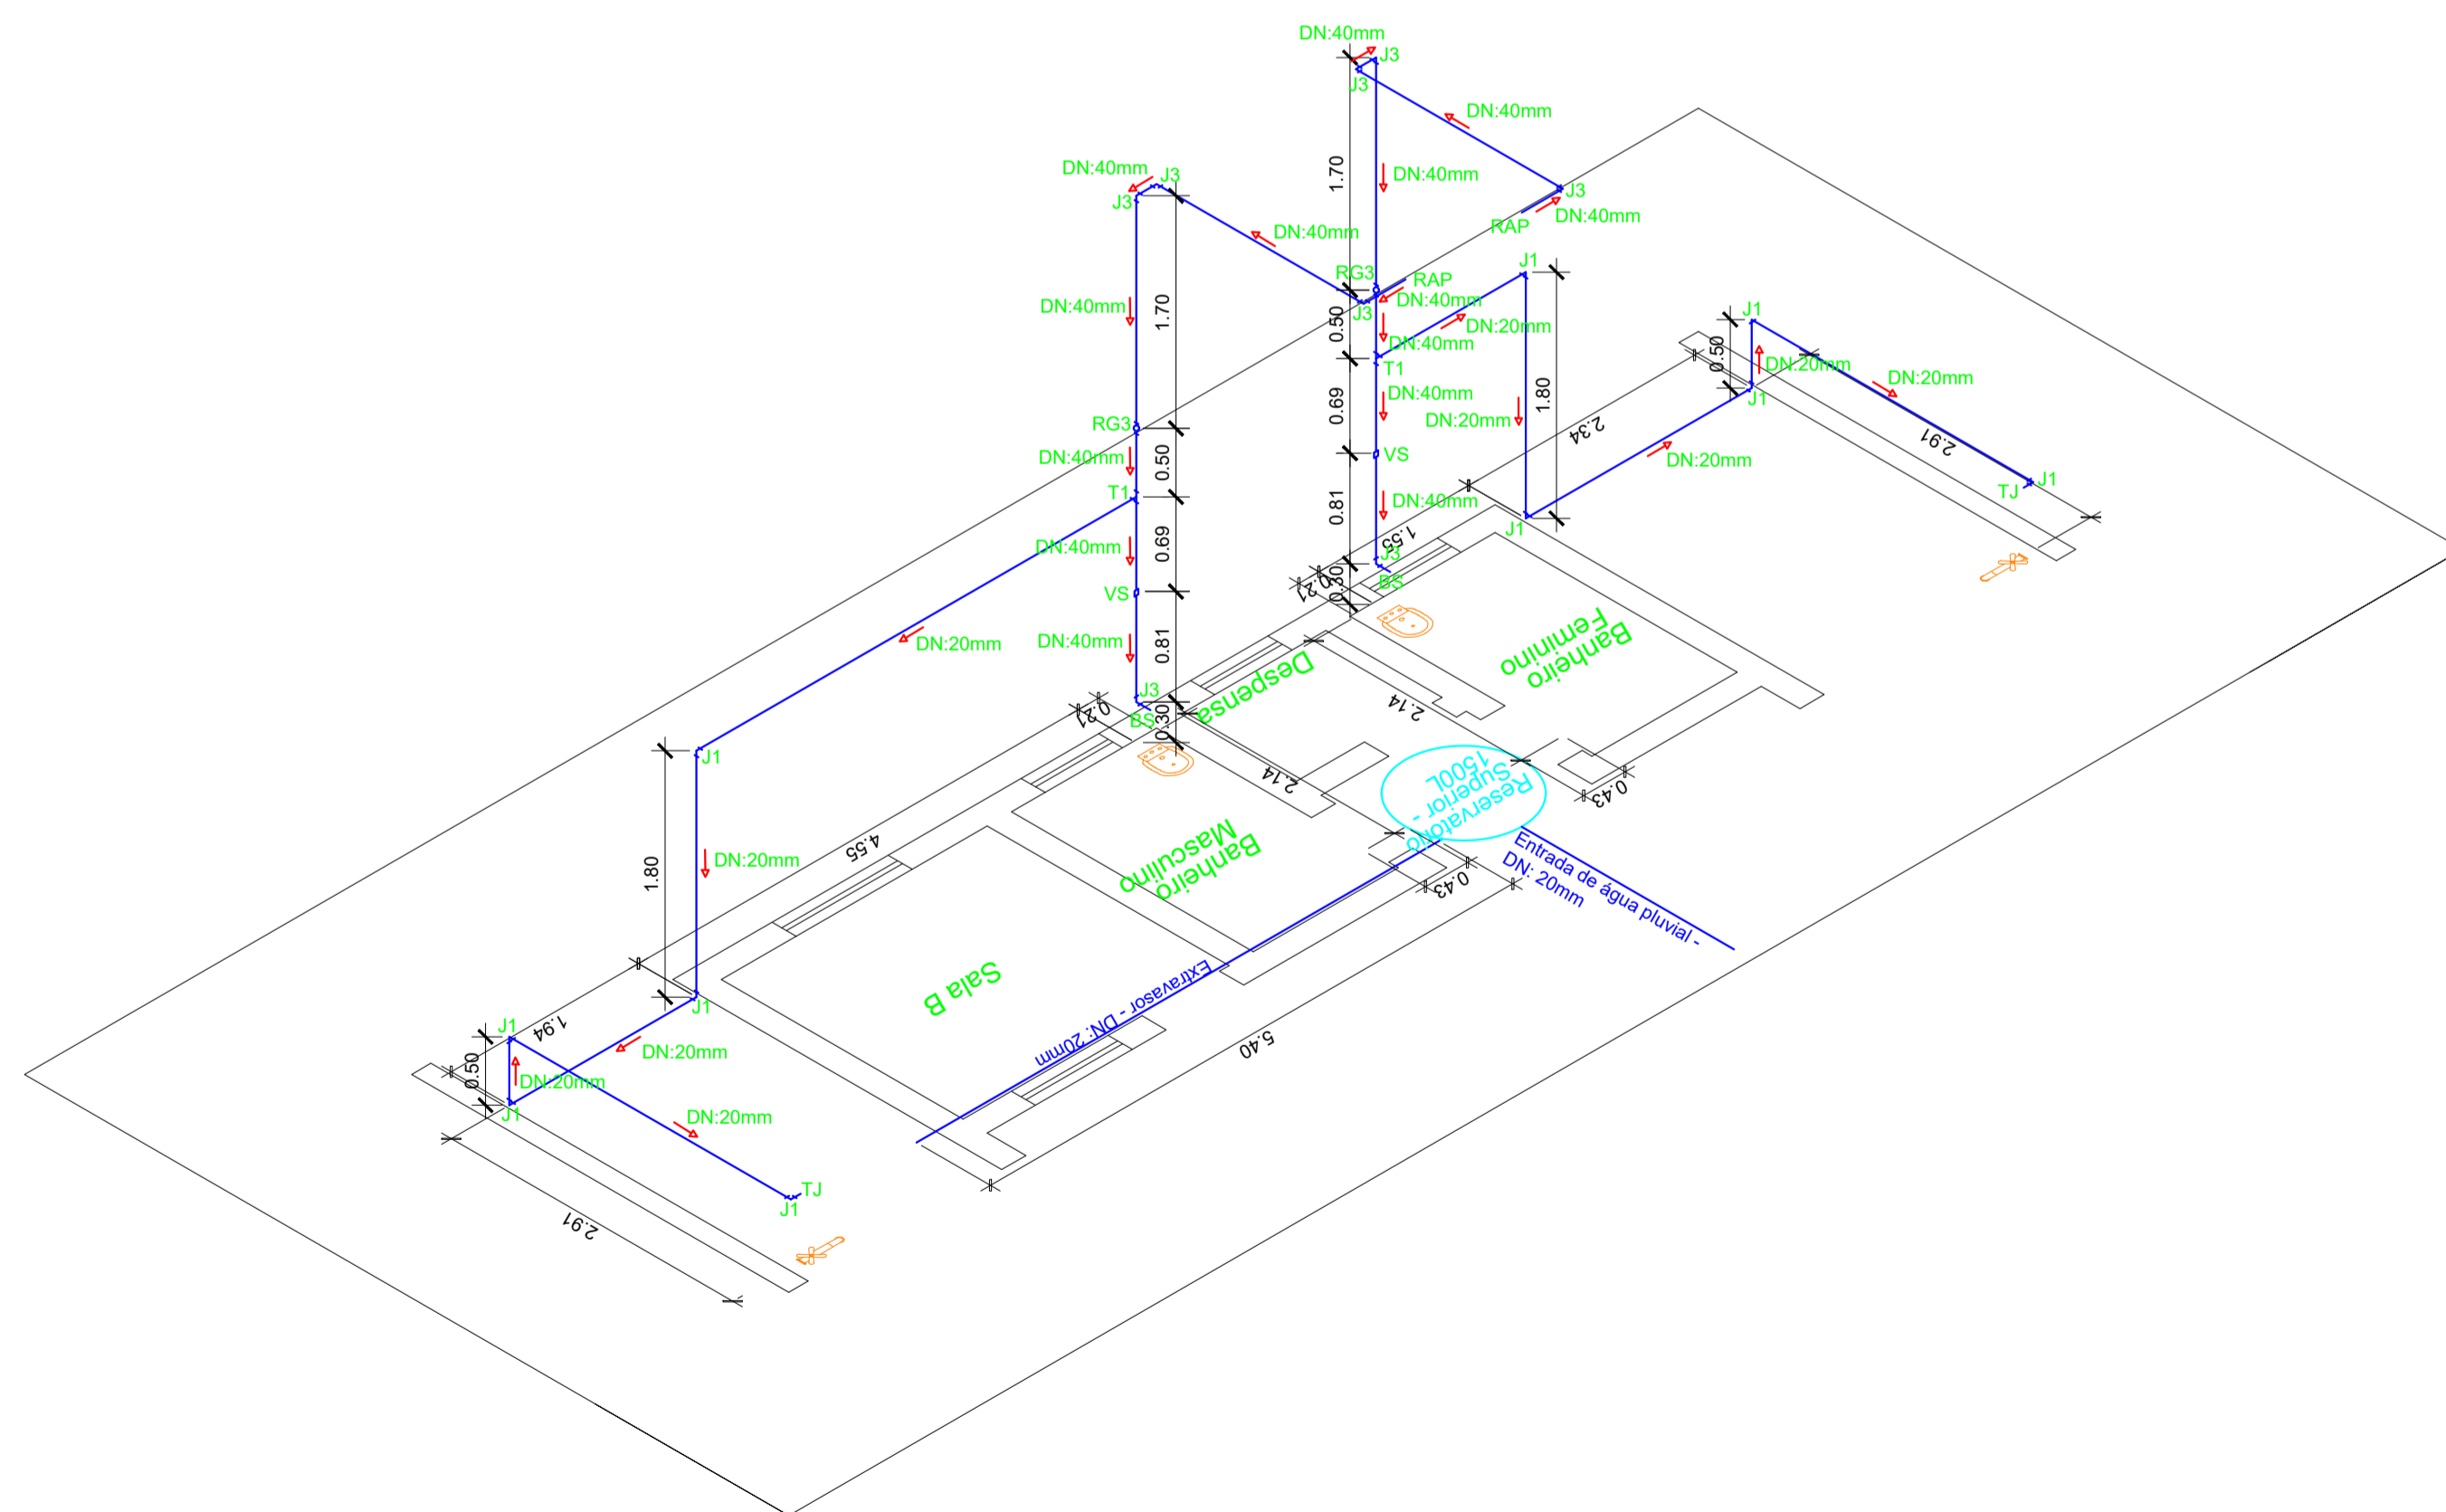 DN:40mm
J3
J3
DN:40mm
1.70
DN:40mm
J3
DN:40mm
RAP
DN:40mm
J3
J3
DN:40mm
DN:40mm
1.70
RG3
RAP
DN:40mm
J3
0.50
DN:40mm
DN:20mm
T1
J1
0.69
DN:40mm
DN:20mm
1.80
VS
0.81
DN:40mm
J3
BS
0.30
0.21
1.55
J1
2.34
DN:20mm
J1
0.50
DN:20mm
J1
DN:20mm
2.91
TJ
J1
RG3
DN:40mm
0.50
T1
DN:40mm
0.69
VS
DN:40mm
0.81
J3
BS
0.30
0.21
DN:20mm
J1
1.80
DN:20mm
J1
4.55
1.94
J1
0.50
DN:20mm
J1
DN:20mm
DN:20mm
TJ
J1
2.91
Banheiro
Feminino
Despensa
2.14
2.14
0.43
0.43
Reservatório
Superior -
1500L
Entrada de água pluvial -
DN: 20mm
Banheiro
Masculino
Sala B
Extravasor - DN: 20mm
5.40